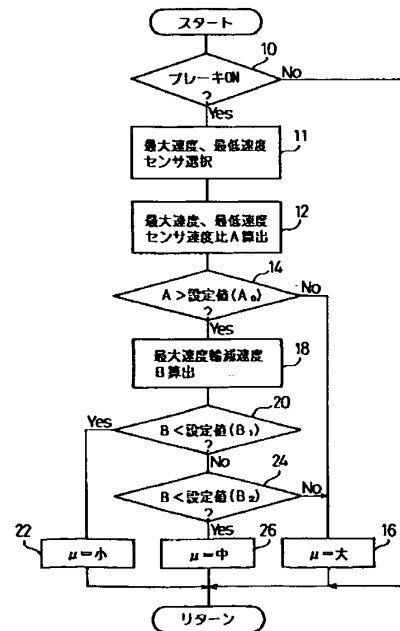 スタート
10
ブレーキON
?
No
Yes
11
最大速度、最低速度
センサ選択
12
最大速度、最低速度
センサ速度比A算出
14
A>設定値(A₀)
?
No
Yes
18
最大速度輪減速度
B算出
20
Yes
B<設定値(B₁)
?
No
24
B<設定値(B₂)
?
No
Yes
22
μ=小
26
μ=中
16
μ=大
リターン